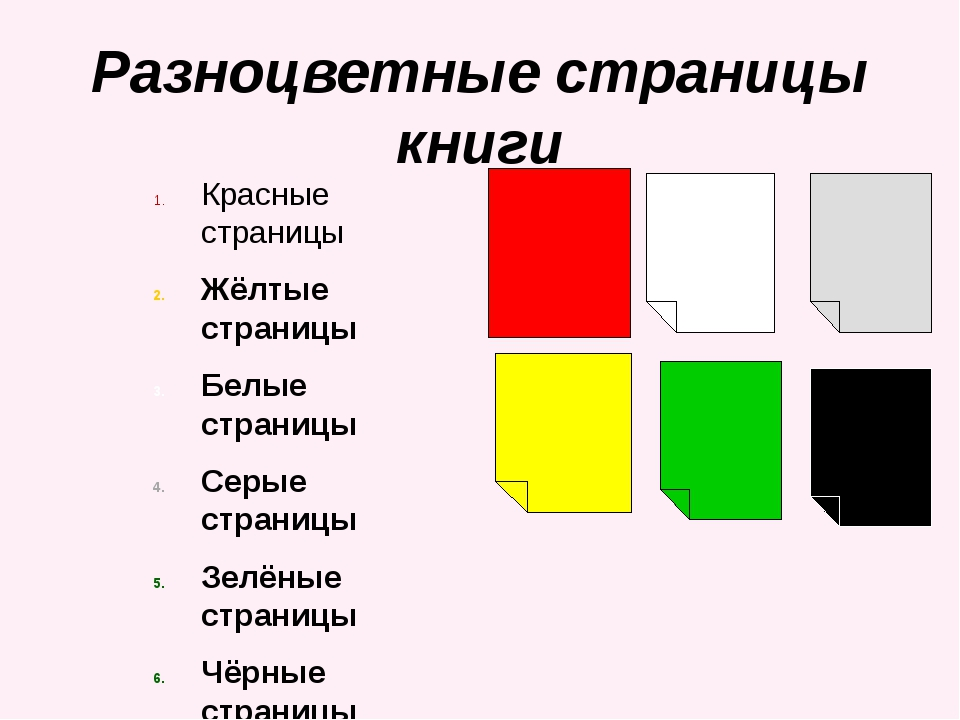 Разноцветные страницы
книги
1. Красные
страницы
2. Жёлтые
страницы
3. Белые
страницы
4. Серые
страницы
5. Зелёные
страницы
6. Чёрные
страницы